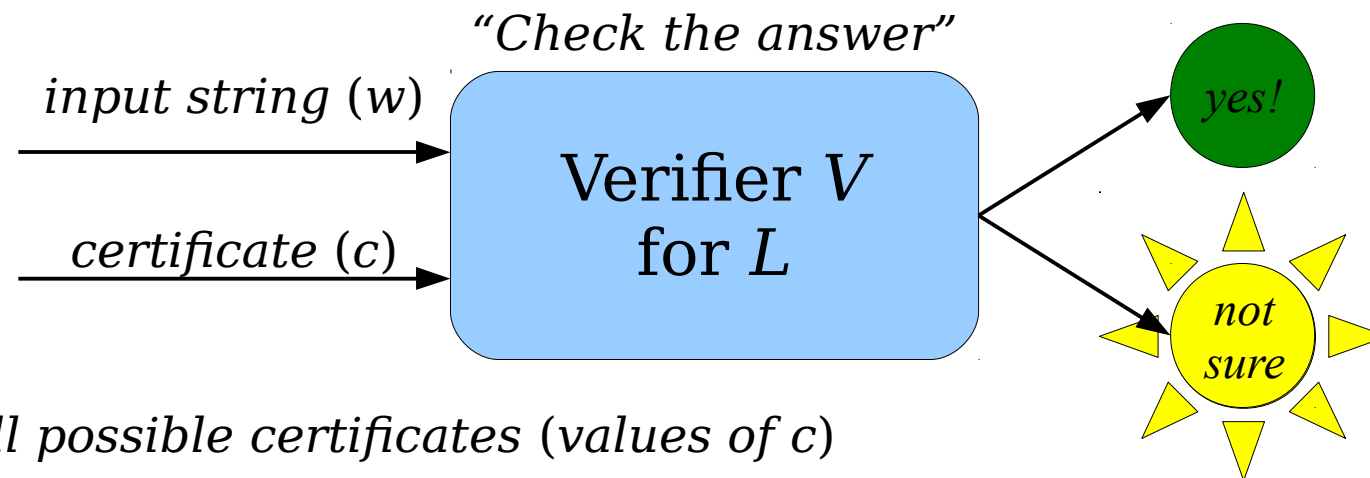 “Check the answer”
input string (w)
yes!
Verifier V
for L
certificate (c)
not
sure
possible certificates (values of c)